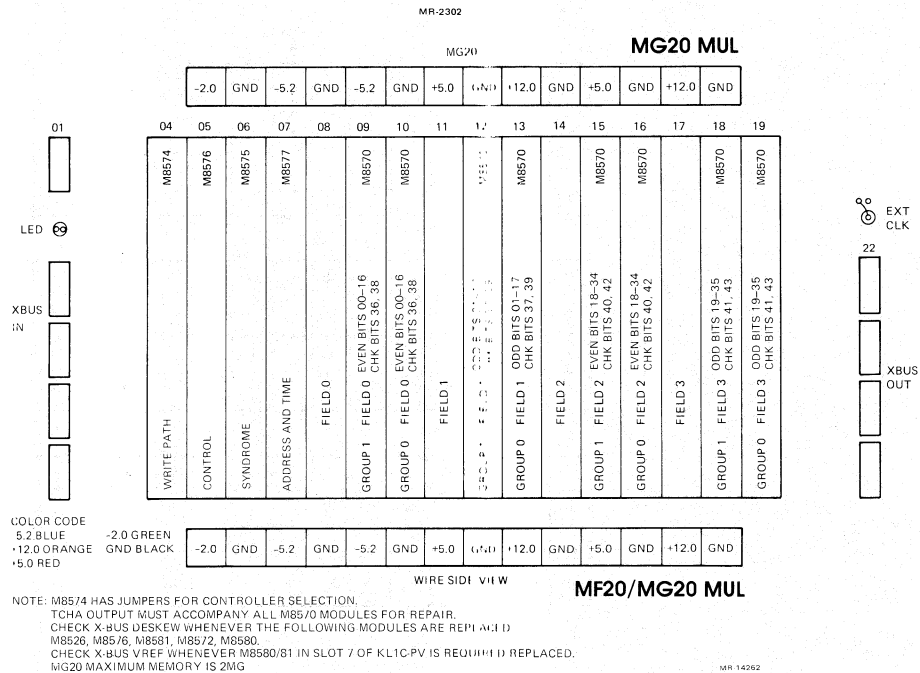 MR-2302
MG20 MUL
MG20
-2.0 GND -5.2 GND -5.2 GND +5.0 GND +12.0 GND +5.0 GND +12.0 GND
01 04 05 06 07 08 09 10 11 12 13 14 15 16 17 18 19
M8574 M8576 M8575 M8577 M8570 M8570 M8570 M8570 M8570 M8570 M8570
LED
EXT
CLK
22
XBUS
IN
XBUS
OUT
WRITE PATH
CONTROL
SYNDROME
ADDRESS AND TIME
FIELD 0
GROUP 1 FIELD 0 EVEN BITS 00–16
CHK BITS 36, 38
GROUP 0 FIELD 0 EVEN BITS 00–16
CHK BITS 36, 38
FIELD 1
GROUP 1
GROUP 0 FIELD 1 ODD BITS 01–17
CHK BITS 37, 39
FIELD 2
GROUP 1 FIELD 2 EVEN BITS 18–34
CHK BITS 40, 42
GROUP 0 FIELD 2 EVEN BITS 18–34
CHK BITS 40, 42
FIELD 3
GROUP 1 FIELD 3 ODD BITS 19–35
CHK BITS 41, 43
GROUP 0 FIELD 3 ODD BITS 19–35
CHK BITS 41, 43
COLOR CODE
5.2 BLUE -2.0 GREEN
+12.0 ORANGE GND BLACK
+5.0 RED
-2.0 GND -5.2 GND -5.2 GND +5.0 GND +12.0 GND +5.0 GND +12.0 GND
WIRE SIDE VIEW
MF20/MG20 MUL
NOTE: M8574 HAS JUMPERS FOR CONTROLLER SELECTION.
TCHA OUTPUT MUST ACCOMPANY ALL M8570 MODULES FOR REPAIR.
CHECK X-BUS DESKEW WHENEVER THE FOLLOWING MODULES ARE REPLACED
M8526, M8576, M8581, M8572, M8580.
CHECK X-BUS VREF WHENEVER M8580/81 IN SLOT 7 OF KL1C-PV IS REQUIRED REPLACED.
MG20 MAXIMUM MEMORY IS 2MG
MR-14262